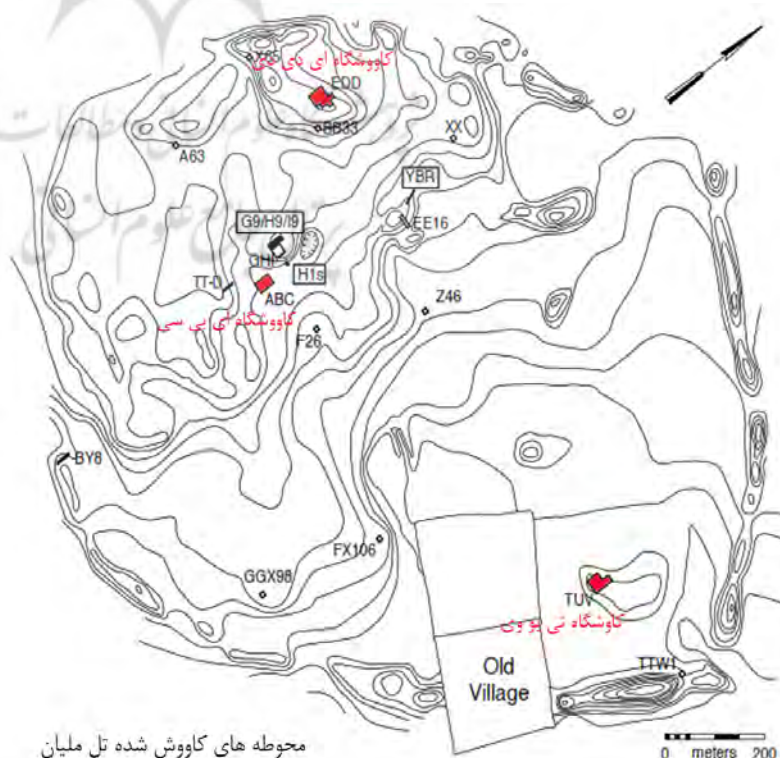 کاووشگاه ای دی دی
EDD
BB33
A63
XX
YBR
EE16
G9/H9/I9
GHI
H1s
TT-D
ABC
کاووشگاه ای بی سی
Z46
F26
BY8
FX106
GGX98
TUV
کاوشگاه تی یو وی
Old
Village
TTW1
محوطه های کاووش شده تل ملیان
0 meters 200